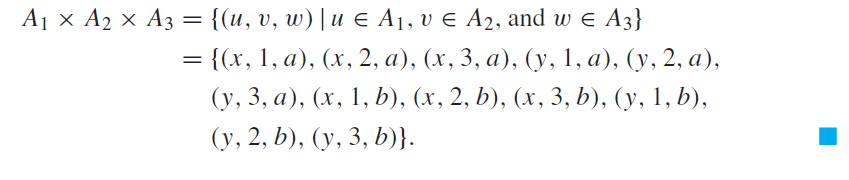 A₁ × A₂ × A₃ = {(u, v, w) | u ∈ A₁, v ∈ A₂, and w ∈ A₃}
= {(x, 1, a), (x, 2, a), (x, 3, a), (y, 1, a), (y, 2, a),
(y, 3, a), (x, 1, b), (x, 2, b), (x, 3, b), (y, 1, b),
(y, 2, b), (y, 3, b)}.